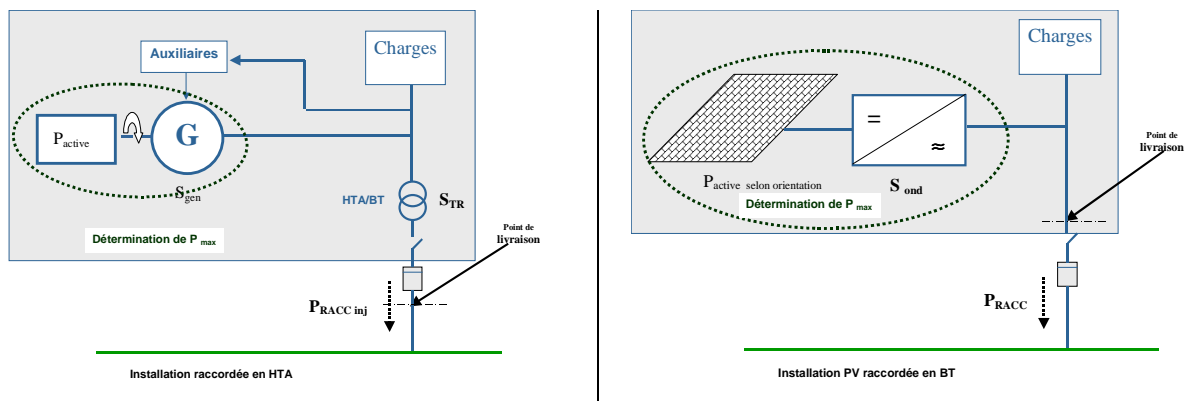 Auxiliaires
Charges
P active
G
S gen
HTA/BT
S TR
Détermination de P max
Point de
livraison
P RACC inj
Installation raccordée en HTA
Charges
=
≈
P active selon orientation
S ond
Détermination de P max
Point de
livraison
P RACC
Installation PV raccordée en BT